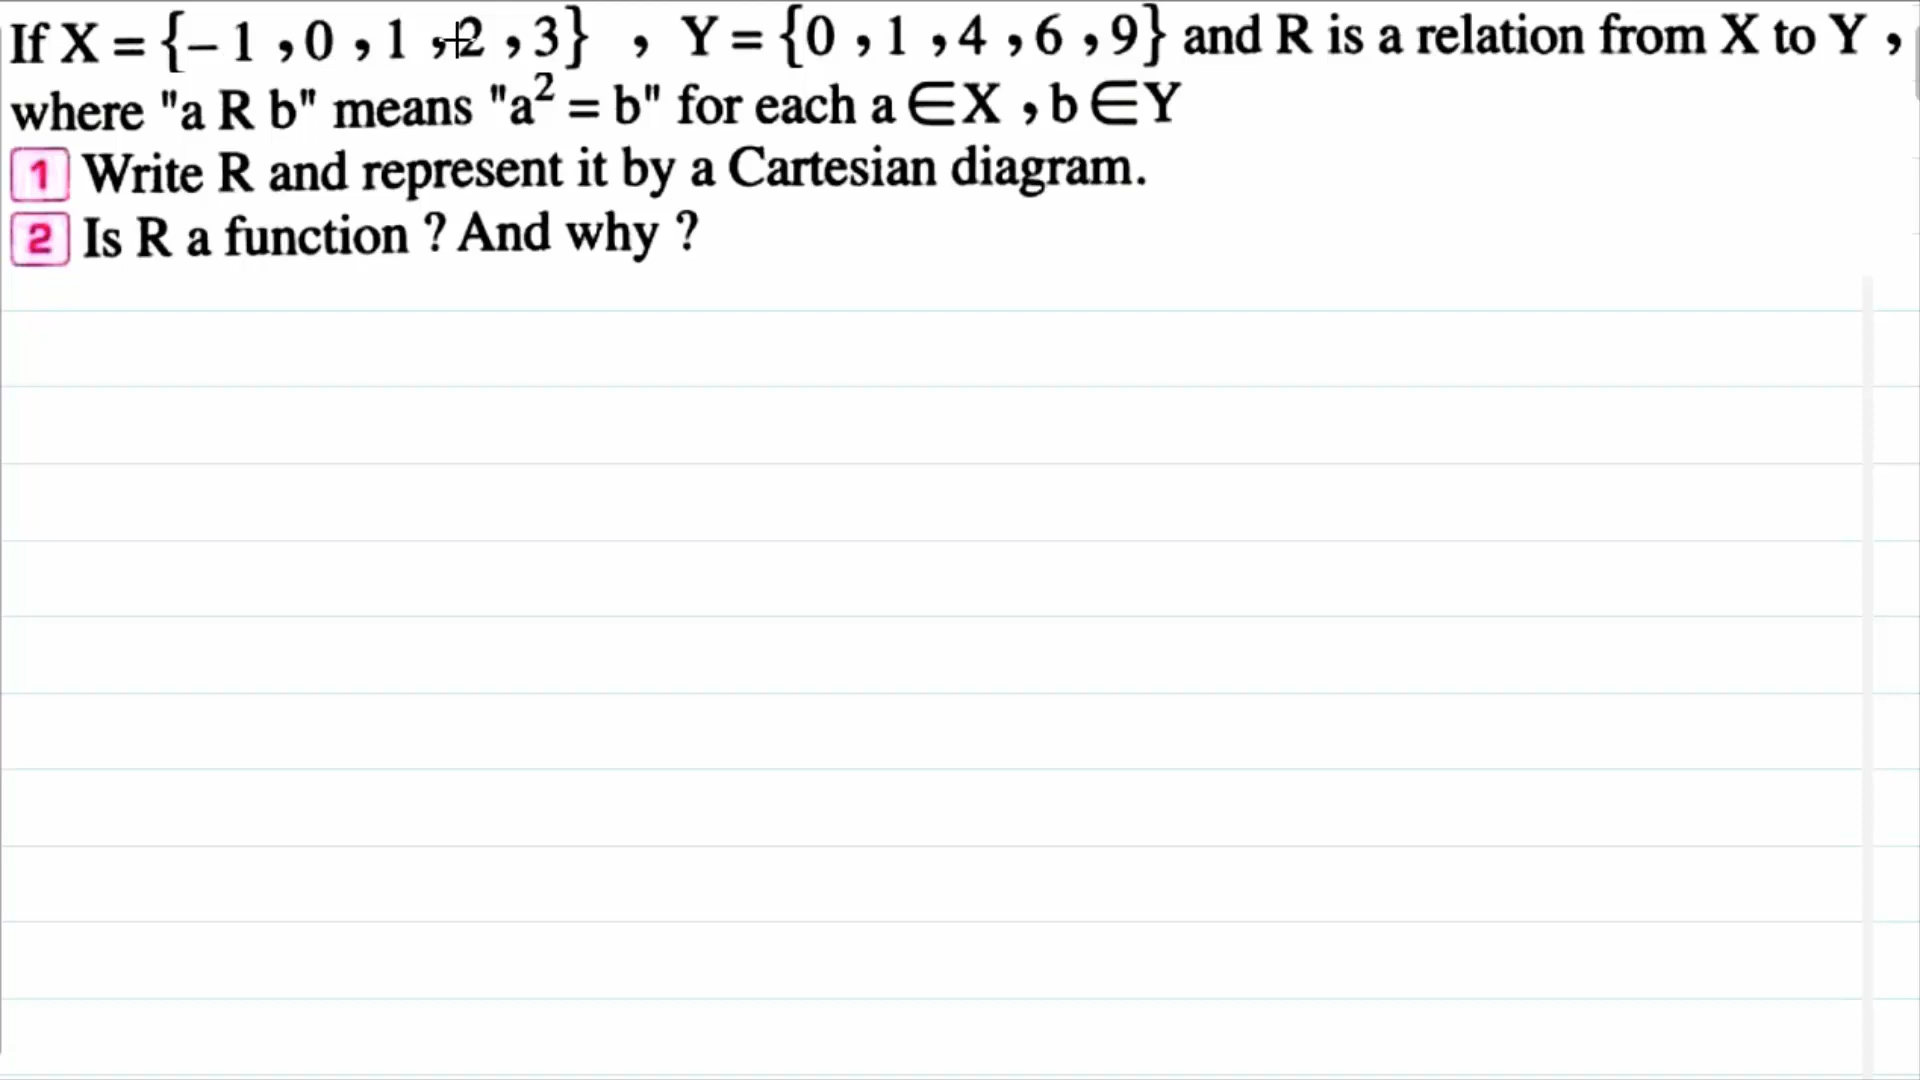 If X = {– 1 , 0 , 1 , 2 , 3} , Y = {0 , 1 , 4 , 6 , 9} and R is a relation from X to Y ,
where "a R b" means "a² = b" for each a ∈ X , b ∈ Y
1 Write R and represent it by a Cartesian diagram.
2 Is R a function ? And why ?